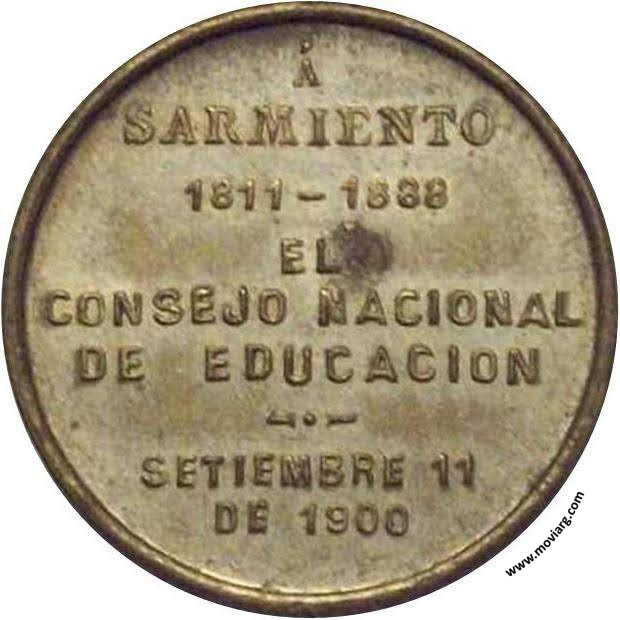 Á
SARMIENTO
1811-1888
EL
CONSEJO NACIONAL
DE EDUCACION
SETIEMBRE 11
DE 1900
www.moviarg.com